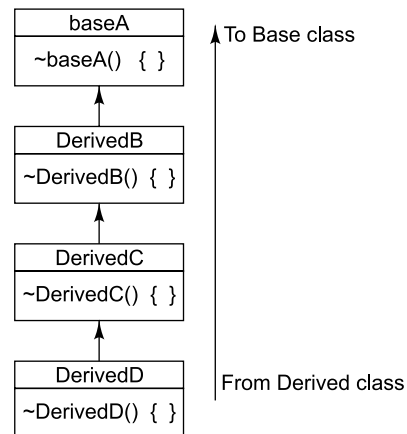 baseA
~baseA() { }
To Base class
DerivedB
~DerivedB() { }
DerivedC
~DerivedC() { }
DerivedD
~DerivedD() { }
From Derived class